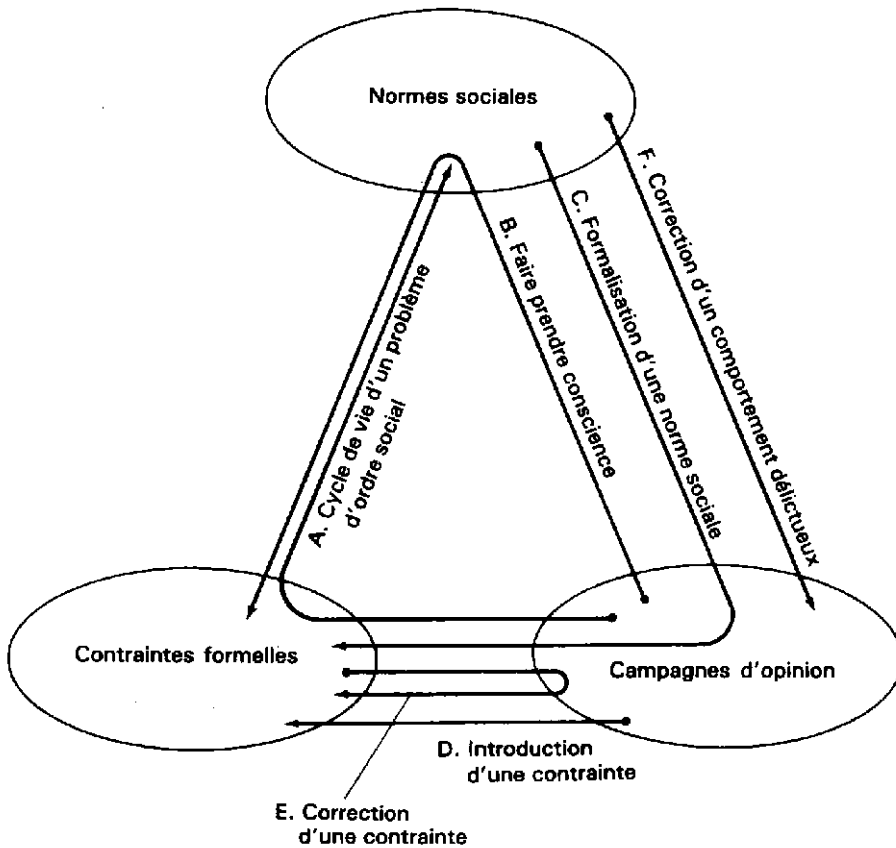 Normes sociales
F. Correction d'un comportement délictueux
C. Formalisation d'une norme sociale
B. Faire prendre conscience
A. Cycle de vie d'un problème
d'ordre social
Contraintes formelles
Campagnes d'opinion
D. Introduction
d'une contrainte
E. Correction
d'une contrainte